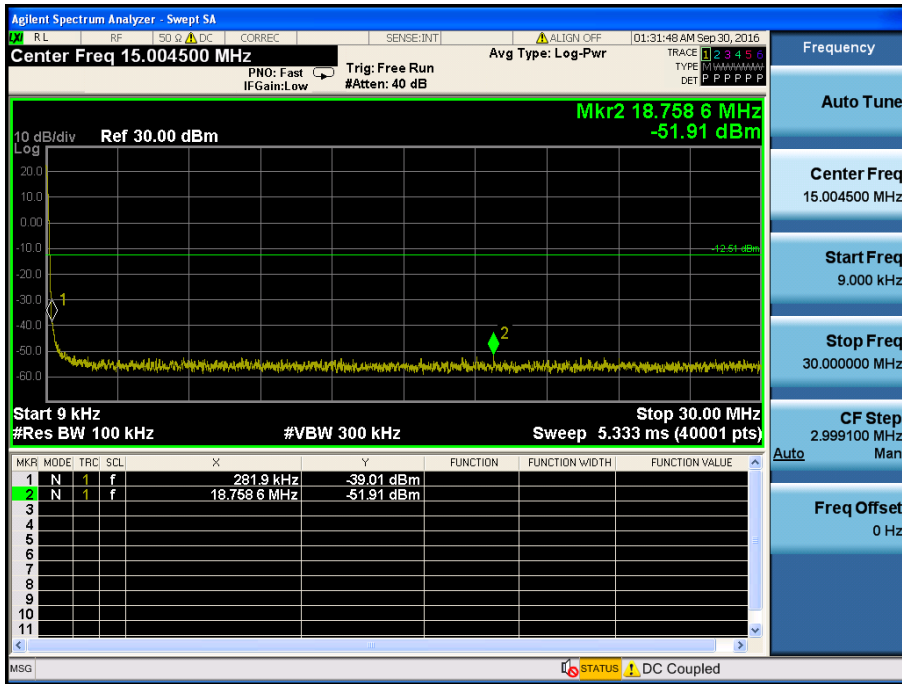 Agilent Spectrum Analyzer - Swept SA
LXI RL RF 50 Ω DC CORREC SENSE:INT ALIGN OFF 01:31:48 AM Sep 30, 2016
Center Freq 15.004500 MHz
PNO: Fast
IFGain:Low
Trig: Free Run
#Atten: 40 dB
Avg Type: Log-Pwr
TRACE 1 2 3 4 5 6
TYPE MWWWWW
DET P P P P P P
Mkr2 18.758 6 MHz
-51.91 dBm
10 dB/div Ref 30.00 dBm
Log
20.0
10.0
0.00
-10.0
-12.51 dBm
-20.0
-30.0
1
-40.0
2
-50.0
-60.0
Start 9 kHz Stop 30.00 MHz
#Res BW 100 kHz #VBW 300 kHz Sweep 5.333 ms (40001 pts)
MKR MODE TRC SCL X Y FUNCTION FUNCTION WIDTH FUNCTION VALUE
1 N 1 f 281.9 kHz -39.01 dBm
2 N 1 f 18.758 6 MHz -51.91 dBm
3
4
5
6
7
8
9
10
11
MSG STATUS DC Coupled
Frequency
Auto Tune
Center Freq
15.004500 MHz
Start Freq
9.000 kHz
Stop Freq
30.000000 MHz
CF Step
2.999100 MHz
Auto Man
Freq Offset
0 Hz